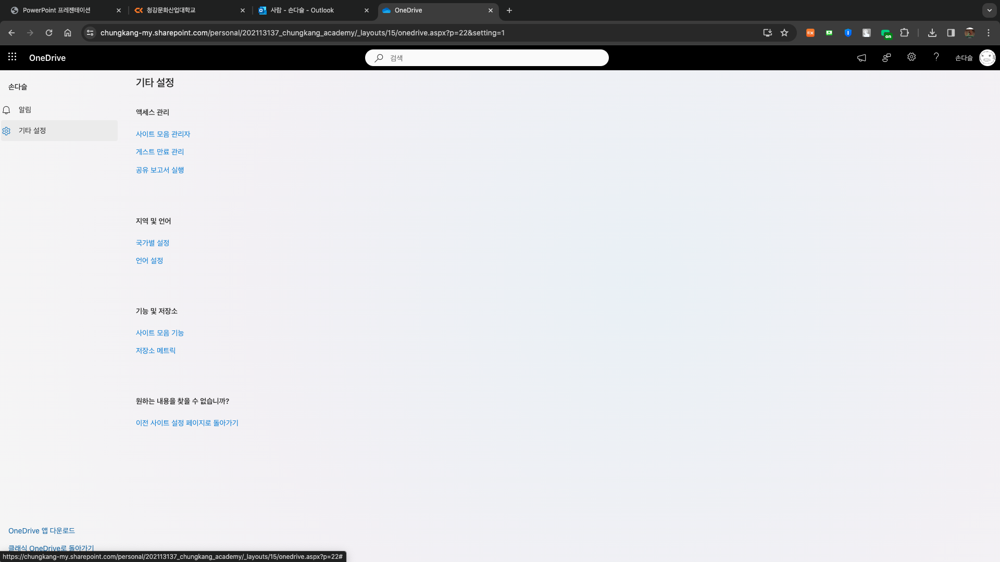 PowerPoint 프레젠테이션
청강문화산업대학교
사람 - 손다슬 - Outlook
OneDrive
chungkang-my.sharepoint.com/personal/202113137_chungkang_academy/_layouts/15/onedrive.aspx?p=22&setting=1
on
OneDrive
검색
손다슬
손다슬
알림
기타 설정
기타 설정
액세스 관리
사이트 모음 관리자
게스트 만료 관리
공유 보고서 실행
지역 및 언어
국가별 설정
언어 설정
기능 및 저장소
사이트 모음 기능
저장소 메트릭
원하는 내용을 찾을 수 없습니까?
이전 사이트 설정 페이지로 돌아가기
OneDrive 앱 다운로드
클래식 OneDrive로 돌아가기
https://chungkang-my.sharepoint.com/personal/202113137_chungkang_academy/_layouts/15/onedrive.aspx?p=22#